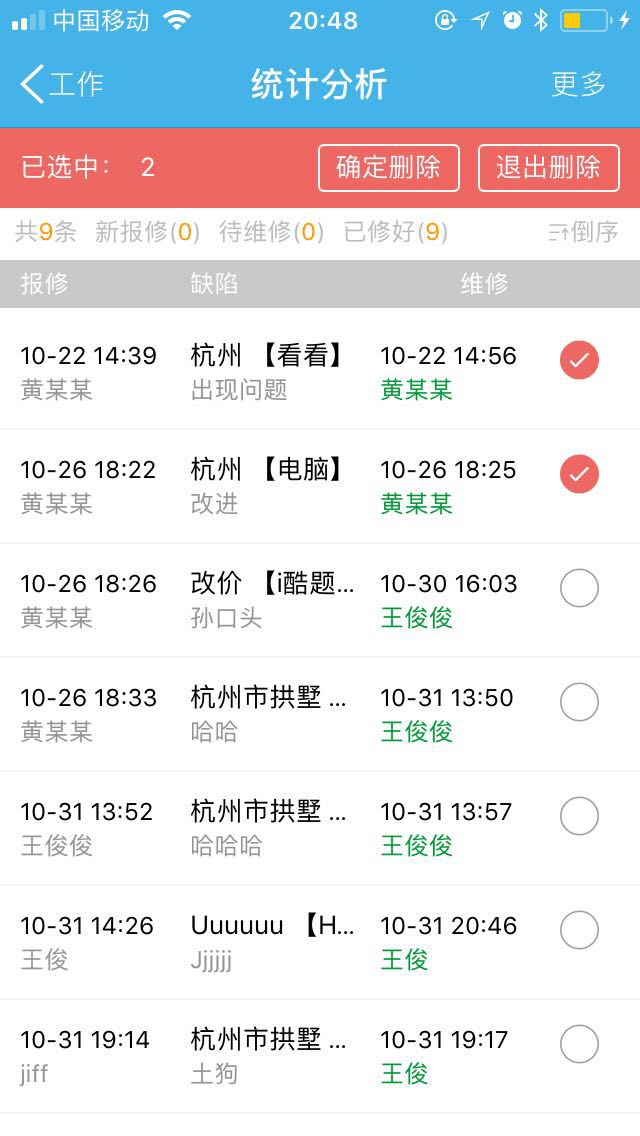 中国移动 20:48
工作 统计分析 更多
已选中： 2 确定删除 退出删除
共9条 新报修(0) 待维修(0) 已修好(9) 倒序
报修 缺陷 维修
10-22 14:39 杭州 【看看】 10-22 14:56
黄某某 出现问题 黄某某
10-26 18:22 杭州 【电脑】 10-26 18:25
黄某某 改进 黄某某
10-26 18:26 改价 【i酷题... 10-30 16:03
黄某某 孙口头 王俊俊
10-26 18:33 杭州市拱墅 ... 10-31 13:50
黄某某 哈哈 王俊俊
10-31 13:52 杭州市拱墅 ... 10-31 13:57
王俊俊 哈哈哈 王俊俊
10-31 14:26 Uuuuuu 【H... 10-31 20:46
王俊 Jjjjjj 王俊
10-31 19:14 杭州市拱墅 ... 10-31 19:17
jiff 土狗 王俊